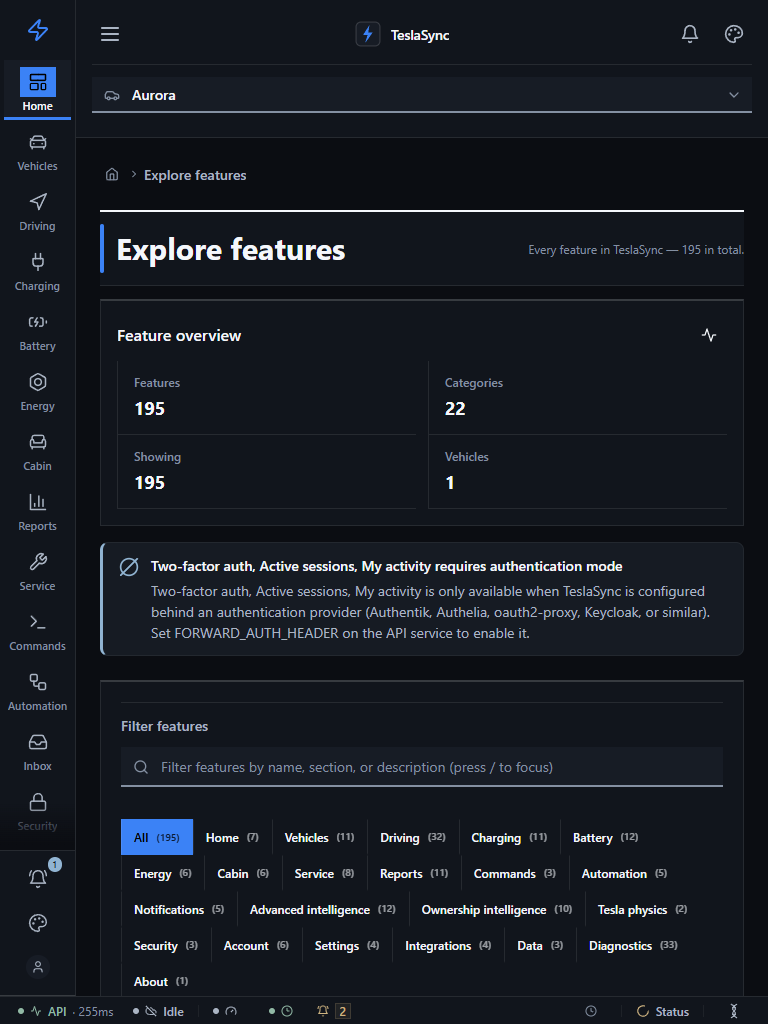 TeslaSync
Aurora
Home
Vehicles
Driving
Charging
Battery
Energy
Cabin
Reports
Service
Commands
Automation
Inbox
Security
1
Explore features
Explore features
Every feature in TeslaSync — 195 in total.
Feature overview
Features
195
Categories
22
Showing
195
Vehicles
1
Two-factor auth, Active sessions, My activity requires authentication mode
Two-factor auth, Active sessions, My activity is only available when TeslaSync is configured
behind an authentication provider (Authentik, Authelia, oauth2-proxy, Keycloak, or similar).
Set FORWARD_AUTH_HEADER on the API service to enable it.
Filter features
Filter features by name, section, or description (press / to focus)
All (195) Home (7) Vehicles (11) Driving (32) Charging (11) Battery (12)
Energy (6) Cabin (6) Service (8) Reports (11) Commands (3) Automation (5)
Notifications (5) Advanced intelligence (12) Ownership intelligence (10) Tesla physics (2)
Security (3) Account (6) Settings (4) Integrations (4) Data (3) Diagnostics (33)
About (1)
API · 255ms Idle 2 Status